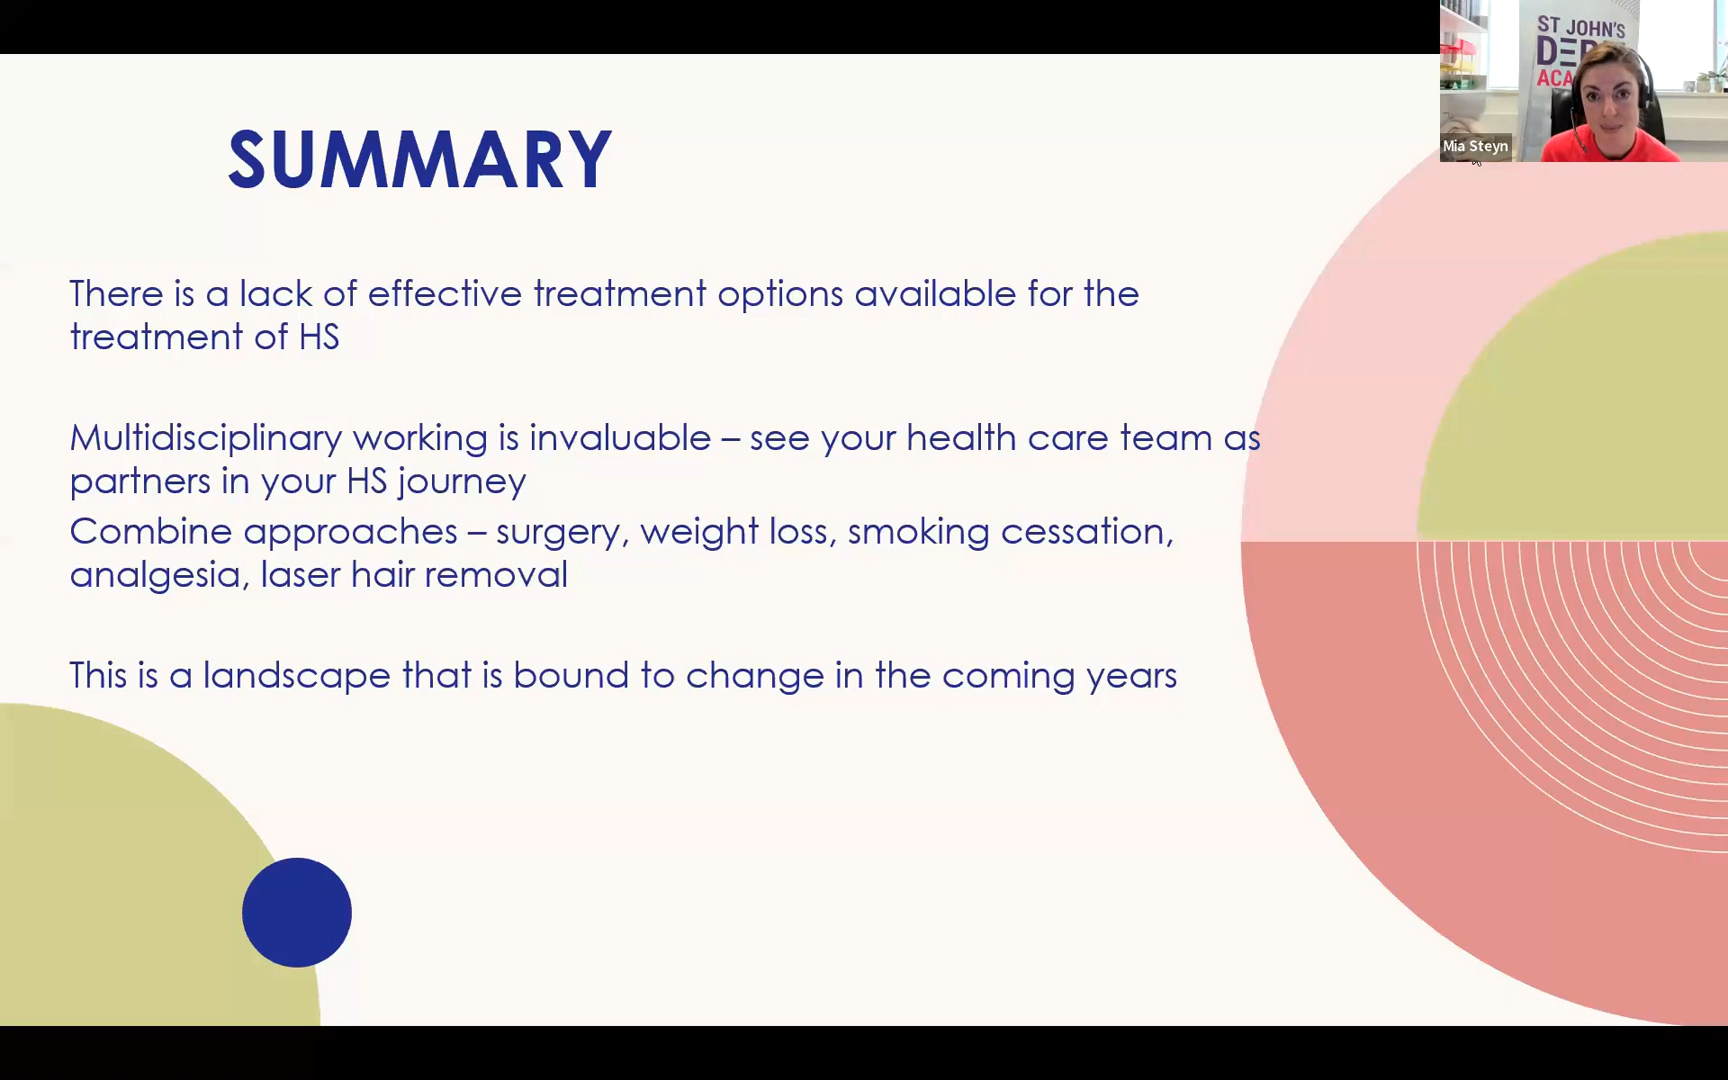 SUMMARY
There is a lack of effective treatment options available for the
treatment of HS
Multidisciplinary working is invaluable – see your health care team as
partners in your HS journey
Combine approaches – surgery, weight loss, smoking cessation,
analgesia, laser hair removal
This is a landscape that is bound to change in the coming years
ST JOHN'S
Mia Steyn